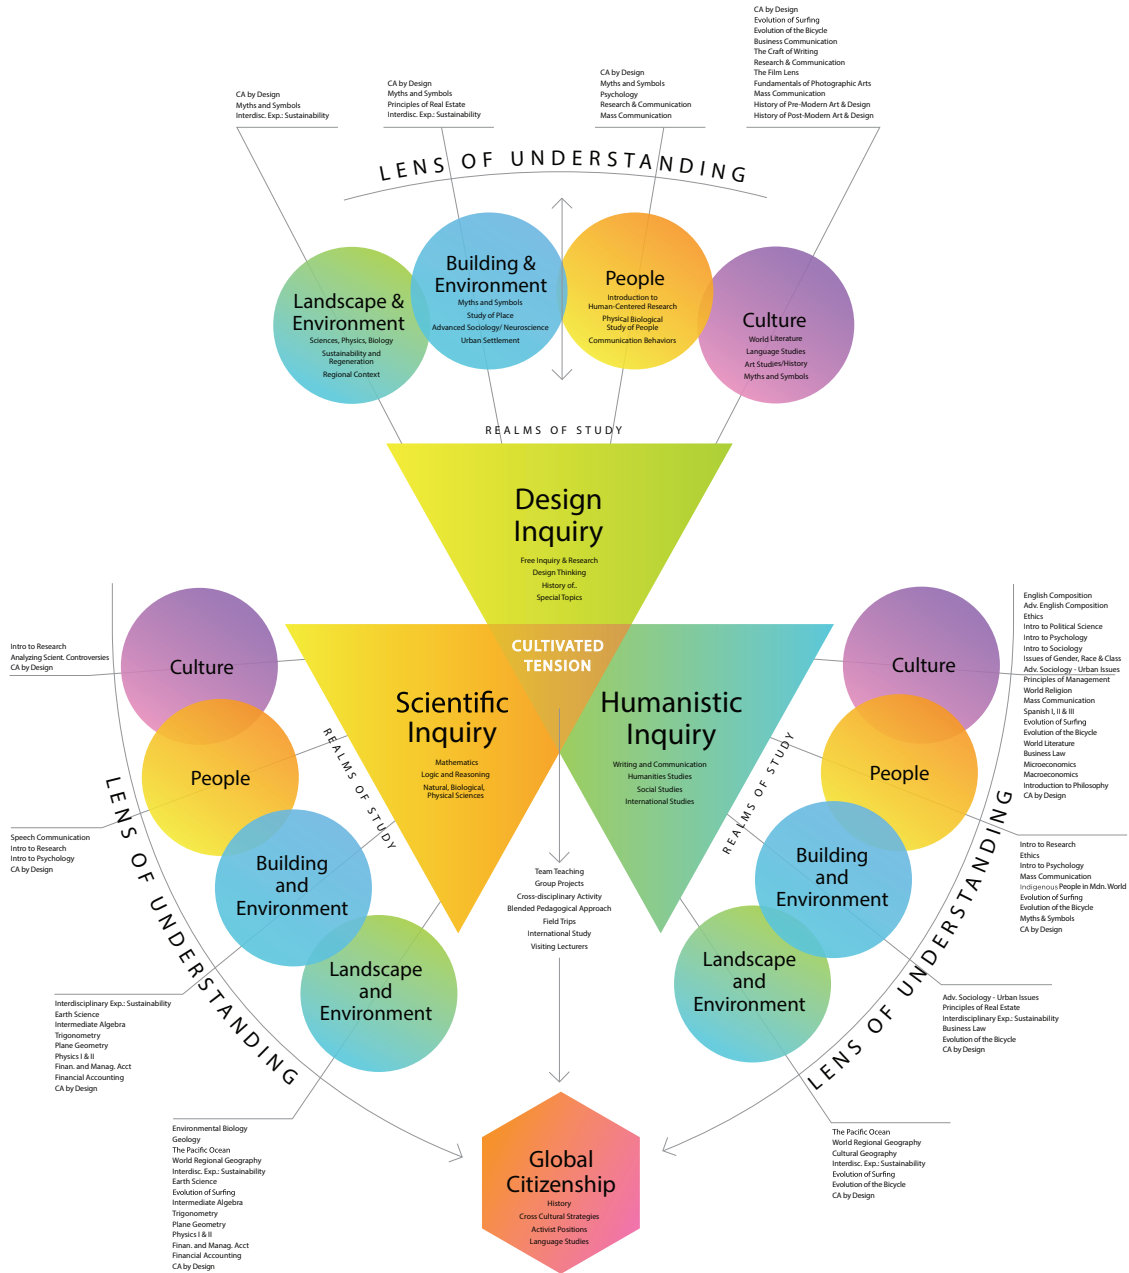 CA by Design
Myths and Symbols
Interdisc. Exp.: Sustainability
CA by Design
Myths and Symbols
Principles of Real Estate
Interdisc. Exp.: Sustainability
CA by Design
Myths and Symbols
Psychology
Research & Communication
Mass Communication
CA by Design
Evolution of Surfing
Evolution of the Bicycle
Business Communication
The Craft of Writing
Research & Communication
The Film Lens
Fundamentals of Photographic Arts
Mass Communication
History of Pre-Modern Art & Design
History of Post-Modern Art & Design
LENS OF UNDERSTANDING
Landscape &
Environment
Sciences, Physics, Biology
Sustainability and
Regeneration
Regional Context
Building &
Environment
Myths and Symbols
Study of Place
Advanced Sociology/ Neuroscience
Urban Settlement
People
Introduction to
Human-Centered Research
Physical Biological
Study of People
Communication Behaviors
Culture
World Literature
Language Studies
Art Studies/History
Myths and Symbols
REALMS OF STUDY
Design
Inquiry
Free Inquiry & Research
Design Thinking
History of..
Special Topics
CULTIVATED
TENSION
Scientific
Inquiry
Mathematics
Logic and Reasoning
Natural, Biological,
Physical Sciences
Humanistic
Inquiry
Writing and Communication
Humanities Studies
Social Studies
International Studies
Intro to Research
Analyzing Scient. Controversies
CA by Design
Culture
People
Building
and
Environment
Landscape
and
Environment
REALMS OF STUDY
LENS OF UNDERSTANDING
Speech Communication
Intro to Research
Intro to Psychology
CA by Design
Interdisciplinary Exp.: Sustainability
Earth Science
Intermediate Algebra
Trigonometry
Plane Geometry
Physics I & II
Finan. and Manag. Acct
Financial Accounting
CA by Design
Environmental Biology
Geology
The Pacific Ocean
World Regional Geography
Interdisc. Exp.: Sustainability
Earth Science
Evolution of Surfing
Intermediate Algebra
Trigonometry
Plane Geometry
Physics I & II
Finan. and Manag. Acct
Financial Accounting
CA by Design
Team Teaching
Group Projects
Cross-disciplinary Activity
Blended Pedagogical Approach
Field Trips
International Study
Visiting Lecturers
REALMS OF STUDY
Culture
People
Building
and
Environment
Landscape
and
Environment
LENS OF UNDERSTANDING
English Composition
Adv. English Composition
Ethics
Intro to Political Science
Intro to Psychology
Intro to Sociology
Issues of Gender, Race & Class
Adv. Sociology - Urban Issues
Principles of Management
World Religion
Mass Communication
Spanish I, II & III
Evolution of Surfing
Evolution of the Bicycle
World Literature
Business Law
Microeconomics
Macroeconomics
Introduction to Philosophy
CA by Design
Intro to Research
Ethics
Intro to Psychology
Mass Communication
Indigenous People in Mdn. World
Evolution of Surfing
Evolution of the Bicycle
Myths & Symbols
CA by Design
Adv. Sociology - Urban Issues
Principles of Real Estate
Interdisciplinary Exp.: Sustainability
Business Law
Evolution of the Bicycle
CA by Design
The Pacific Ocean
World Regional Geography
Cultural Geography
Interdisc. Exp.: Sustainability
Evolution of Surfing
Evolution of the Bicycle
CA by Design
Global
Citizenship
History
Cross Cultural Strategies
Activist Positions
Language Studies